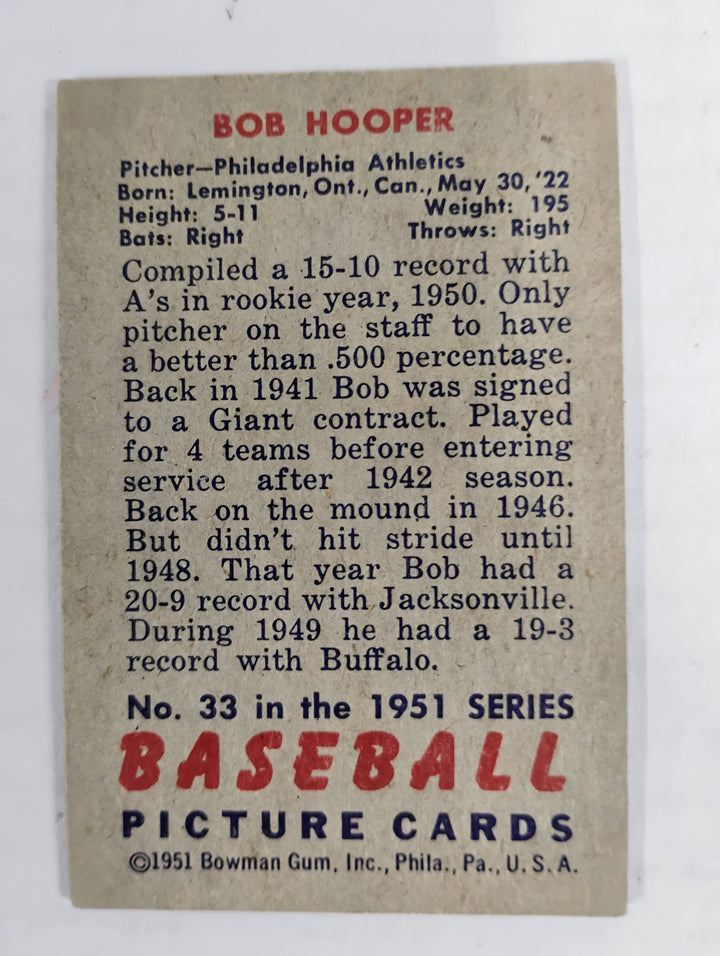 BOB HOOPER
Pitcher—Philadelphia Athletics
Born: Lemington, Ont., Can., May 30, '22
Height: 5-11 Weight: 195
Bats: Right Throws: Right
Compiled a 15-10 record with
A's in rookie year, 1950. Only
pitcher on the staff to have
a better than .500 percentage.
Back in 1941 Bob was signed
to a Giant contract. Played
for 4 teams before entering
service after 1942 season.
Back on the mound in 1946.
But didn't hit stride until
1948. That year Bob had a
20-9 record with Jacksonville.
During 1949 he had a 19-3
record with Buffalo.
No. 33 in the 1951 SERIES
BASEBALL
PICTURE CARDS
©1951 Bowman Gum, Inc., Phila., Pa., U. S. A.